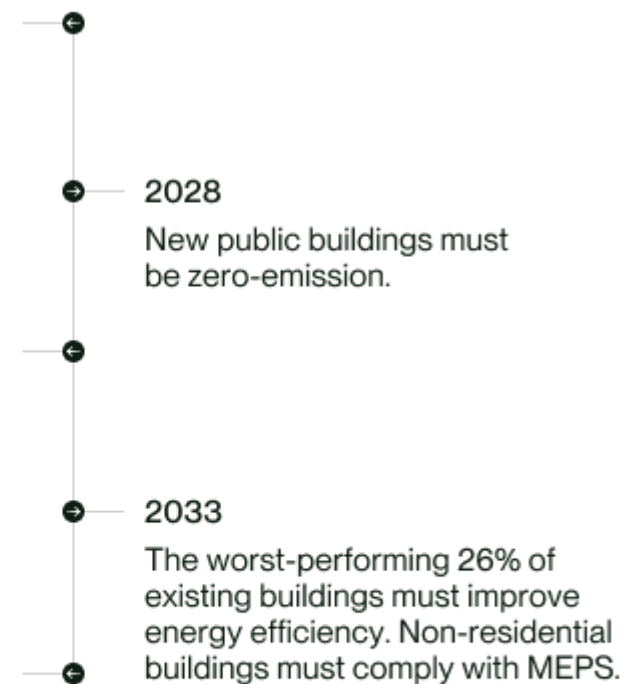 2028
New public buildings must
be zero-emission.
2033
The worst-performing 26% of
existing buildings must improve
energy efficiency. Non-residential
buildings must comply with MEPS.